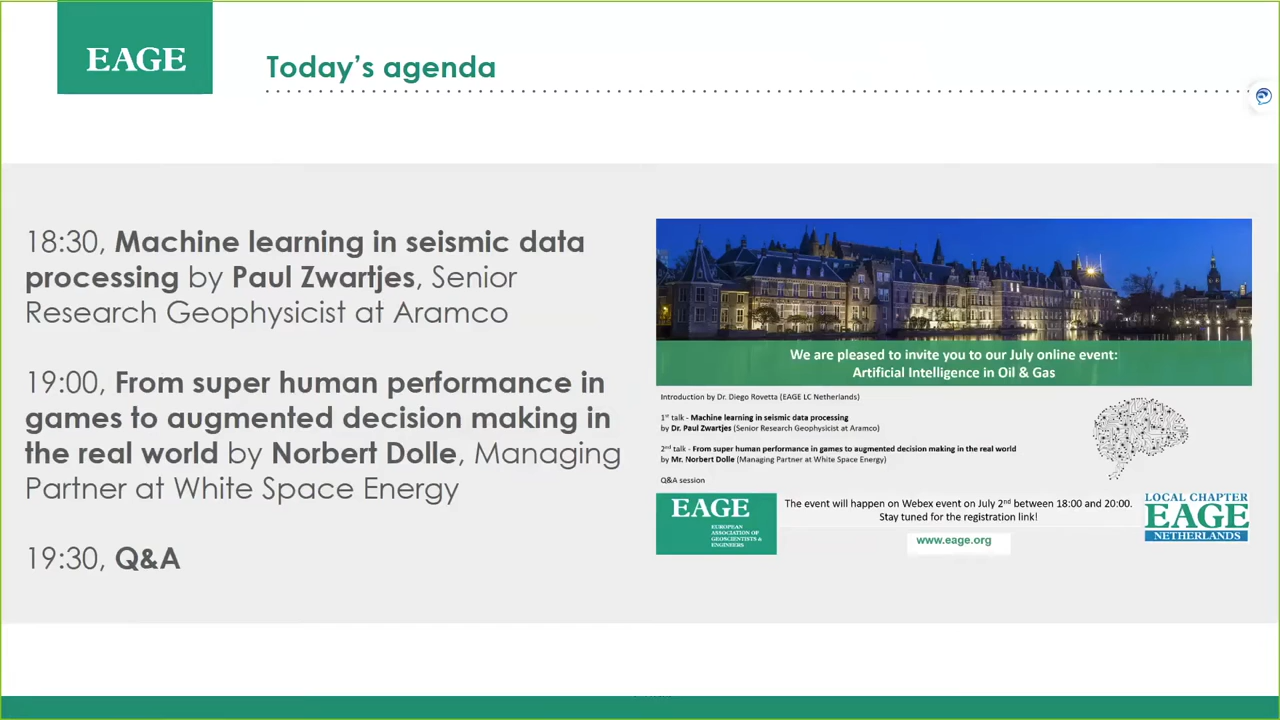 EAGE
Today’s agenda
18:30, Machine learning in seismic data
processing by Paul Zwartjes, Senior
Research Geophysicist at Aramco
19:00, From super human performance in
games to augmented decision making in
the real world by Norbert Dolle, Managing
Partner at White Space Energy
19:30, Q&A
We are pleased to invite you to our July online event:
Artificial Intelligence in Oil & Gas
Introduction by Dr. Diego Rovetta (EAGE LC Netherlands)
1st talk - Machine learning in seismic data processing
by Dr. Paul Zwartjes (Senior Research Geophysicist at Aramco)
2nd talk - From super human performance in games to augmented decision making in the real world
by Mr. Norbert Dolle (Managing Partner at White Space Energy)
Q&A session
EAGE
EUROPEAN
ASSOCIATION OF
GEOSCIENTISTS &
ENGINEERS
The event will happen on Webex event on July 2nd between 18:00 and 20:00.
Stay tuned for the registration link!
www.eage.org
LOCAL CHAPTER
EAGE
NETHERLANDS